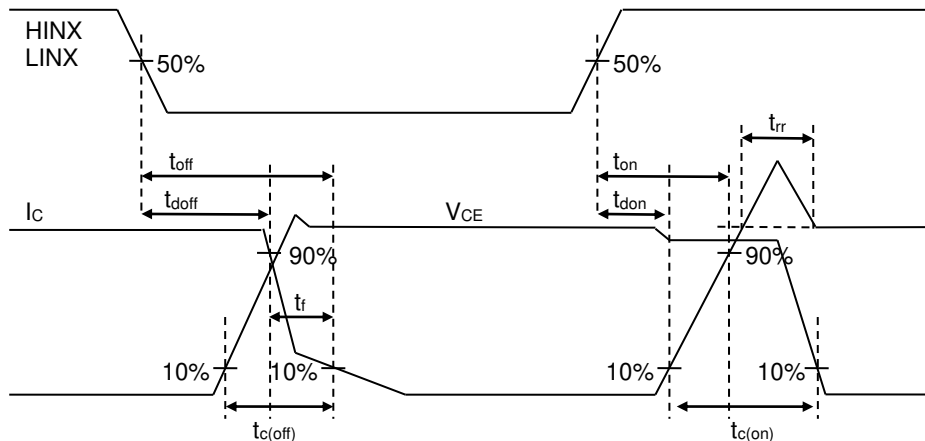 HINX
LINX
50%
50%
trr
toff
ton
tdoff
tdon
IC
VCE
90%
90%
tf
10%
10%
10%
10%
tc(off)
tc(on)